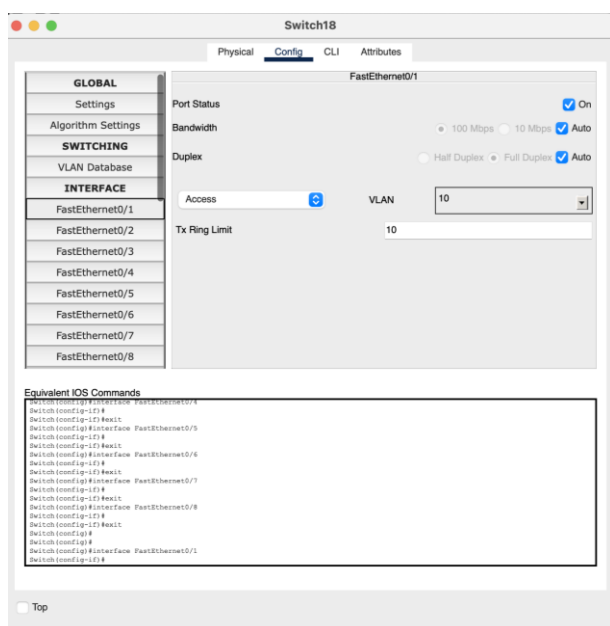 Switch18
Physical Config CLI Attributes
GLOBAL
Settings
Algorithm Settings
SWITCHING
VLAN Database
INTERFACE
FastEthernet0/1
FastEthernet0/2
FastEthernet0/3
FastEthernet0/4
FastEthernet0/5
FastEthernet0/6
FastEthernet0/7
FastEthernet0/8
FastEthernet0/1
Port Status On
Bandwidth 100 Mbps 10 Mbps Auto
Duplex Half Duplex Full Duplex Auto
Access VLAN 10
Tx Ring Limit 10
Equivalent IOS Commands
Switch(config)#interface FastEthernet0/4
Switch(config-if)#
Switch(config-if)#exit
Switch(config)#interface FastEthernet0/5
Switch(config-if)#
Switch(config-if)#exit
Switch(config)#interface FastEthernet0/6
Switch(config-if)#
Switch(config-if)#exit
Switch(config)#interface FastEthernet0/7
Switch(config-if)#
Switch(config-if)#exit
Switch(config)#interface FastEthernet0/8
Switch(config-if)#
Switch(config-if)#exit
Switch(config)#
Switch(config)#
Switch(config)#interface FastEthernet0/1
Switch(config-if)#
Top